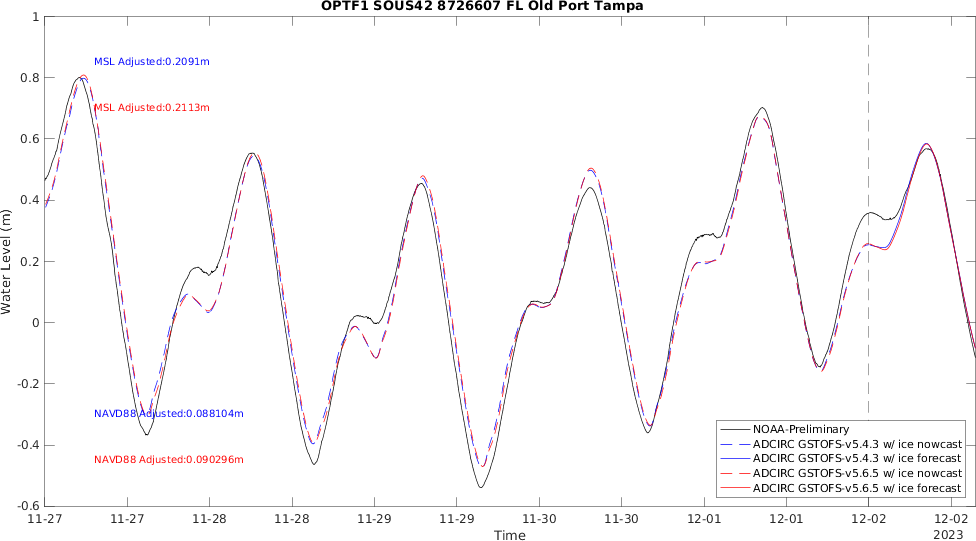 OPTF1 SOUS42 8726607 FL Old Port Tampa
1
0.8
0.6
0.4
0.2
0
-0.2
-0.4
-0.6
Water Level (m)
MSL Adjusted:0.2091m
MSL Adjusted:0.2113m
NAVD88 Adjusted:0.088104m
NAVD88 Adjusted:0.090296m
NOAA-Preliminary
ADCIRC GSTOFS-v5.4.3 w/ ice nowcast
ADCIRC GSTOFS-v5.4.3 w/ ice forecast
ADCIRC GSTOFS-v5.6.5 w/ ice nowcast
ADCIRC GSTOFS-v5.6.5 w/ ice forecast
11-27 11-27 11-28 11-28 11-29 11-29 11-30 11-30 12-01 12-01 12-02 12-02
Time
2023